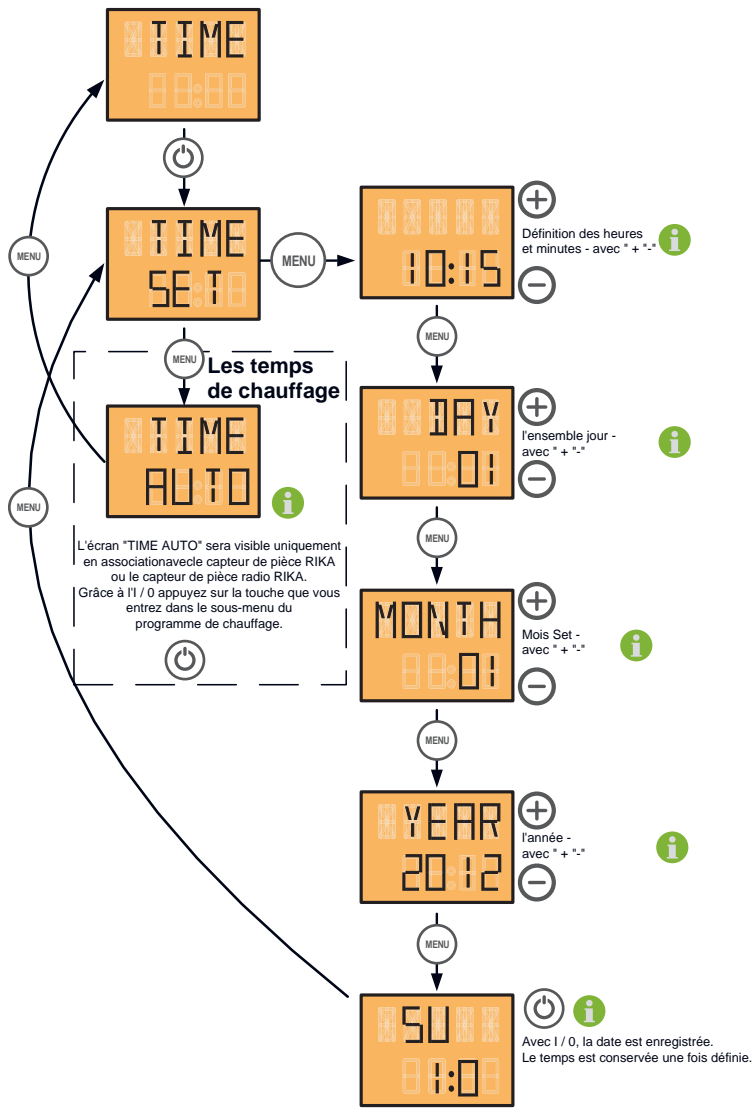 TIME
TIME
SET
MENU
MENU
10:15
Définition des heures
et minutes - avec " + "-"
MENU
MENU
MENU
Les temps
de chauffage
TIME
AUTO
DAY
01
l'ensemble jour -
avec " + "-"
MENU
MENU
L'écran "TIME AUTO" sera visible uniquement
en associationavecle capteur de pièce RIKA
ou le capteur de pièce radio RIKA.
Grâce à l'I / 0 appuyez sur la touche que vous
entrez dans le sous-menu du
programme de chauffage.
MONTH
01
Mois Set -
avec " + "-"
MENU
YEAR
2012
l'année -
avec " + "-"
MENU
SU
1:0
Avec I / 0, la date est enregistrée.
Le temps est conservée une fois définie.